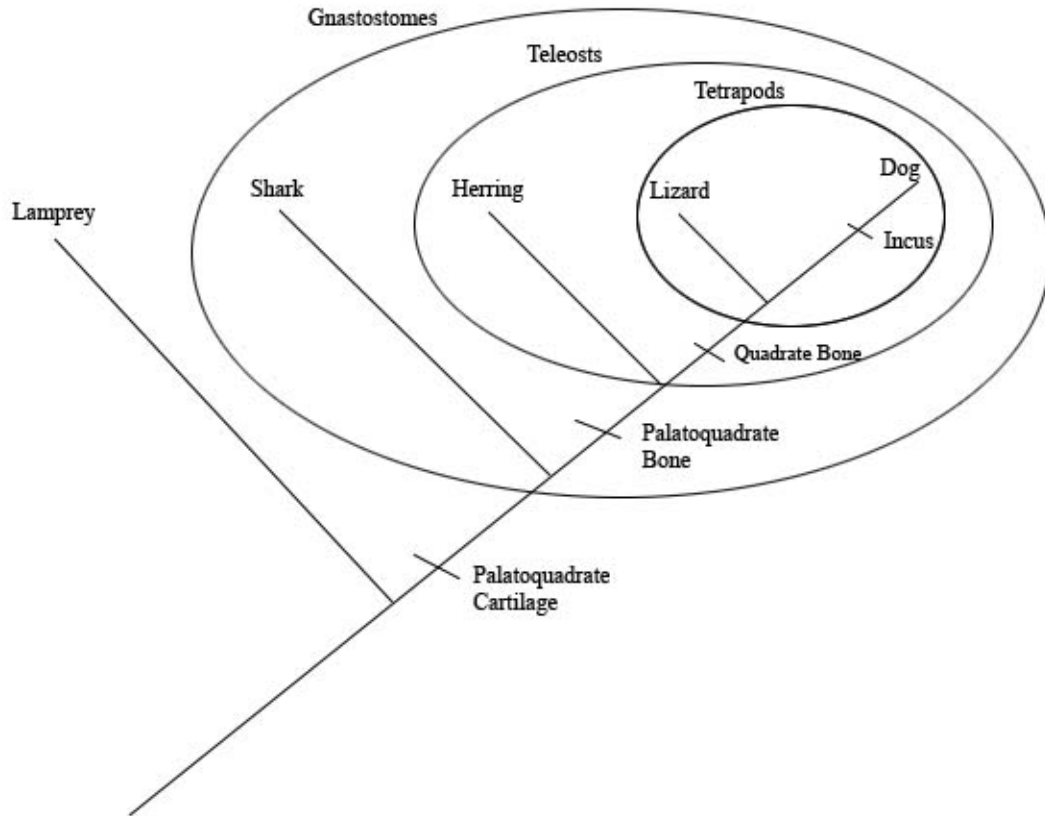 Gnastostomes
Teleosts
Tetrapods
Dog
Shark
Herring
Lizard
Lamprey
Incus
Quadrate Bone
Palatoquadrate
Bone
Palatoquadrate
Cartilage